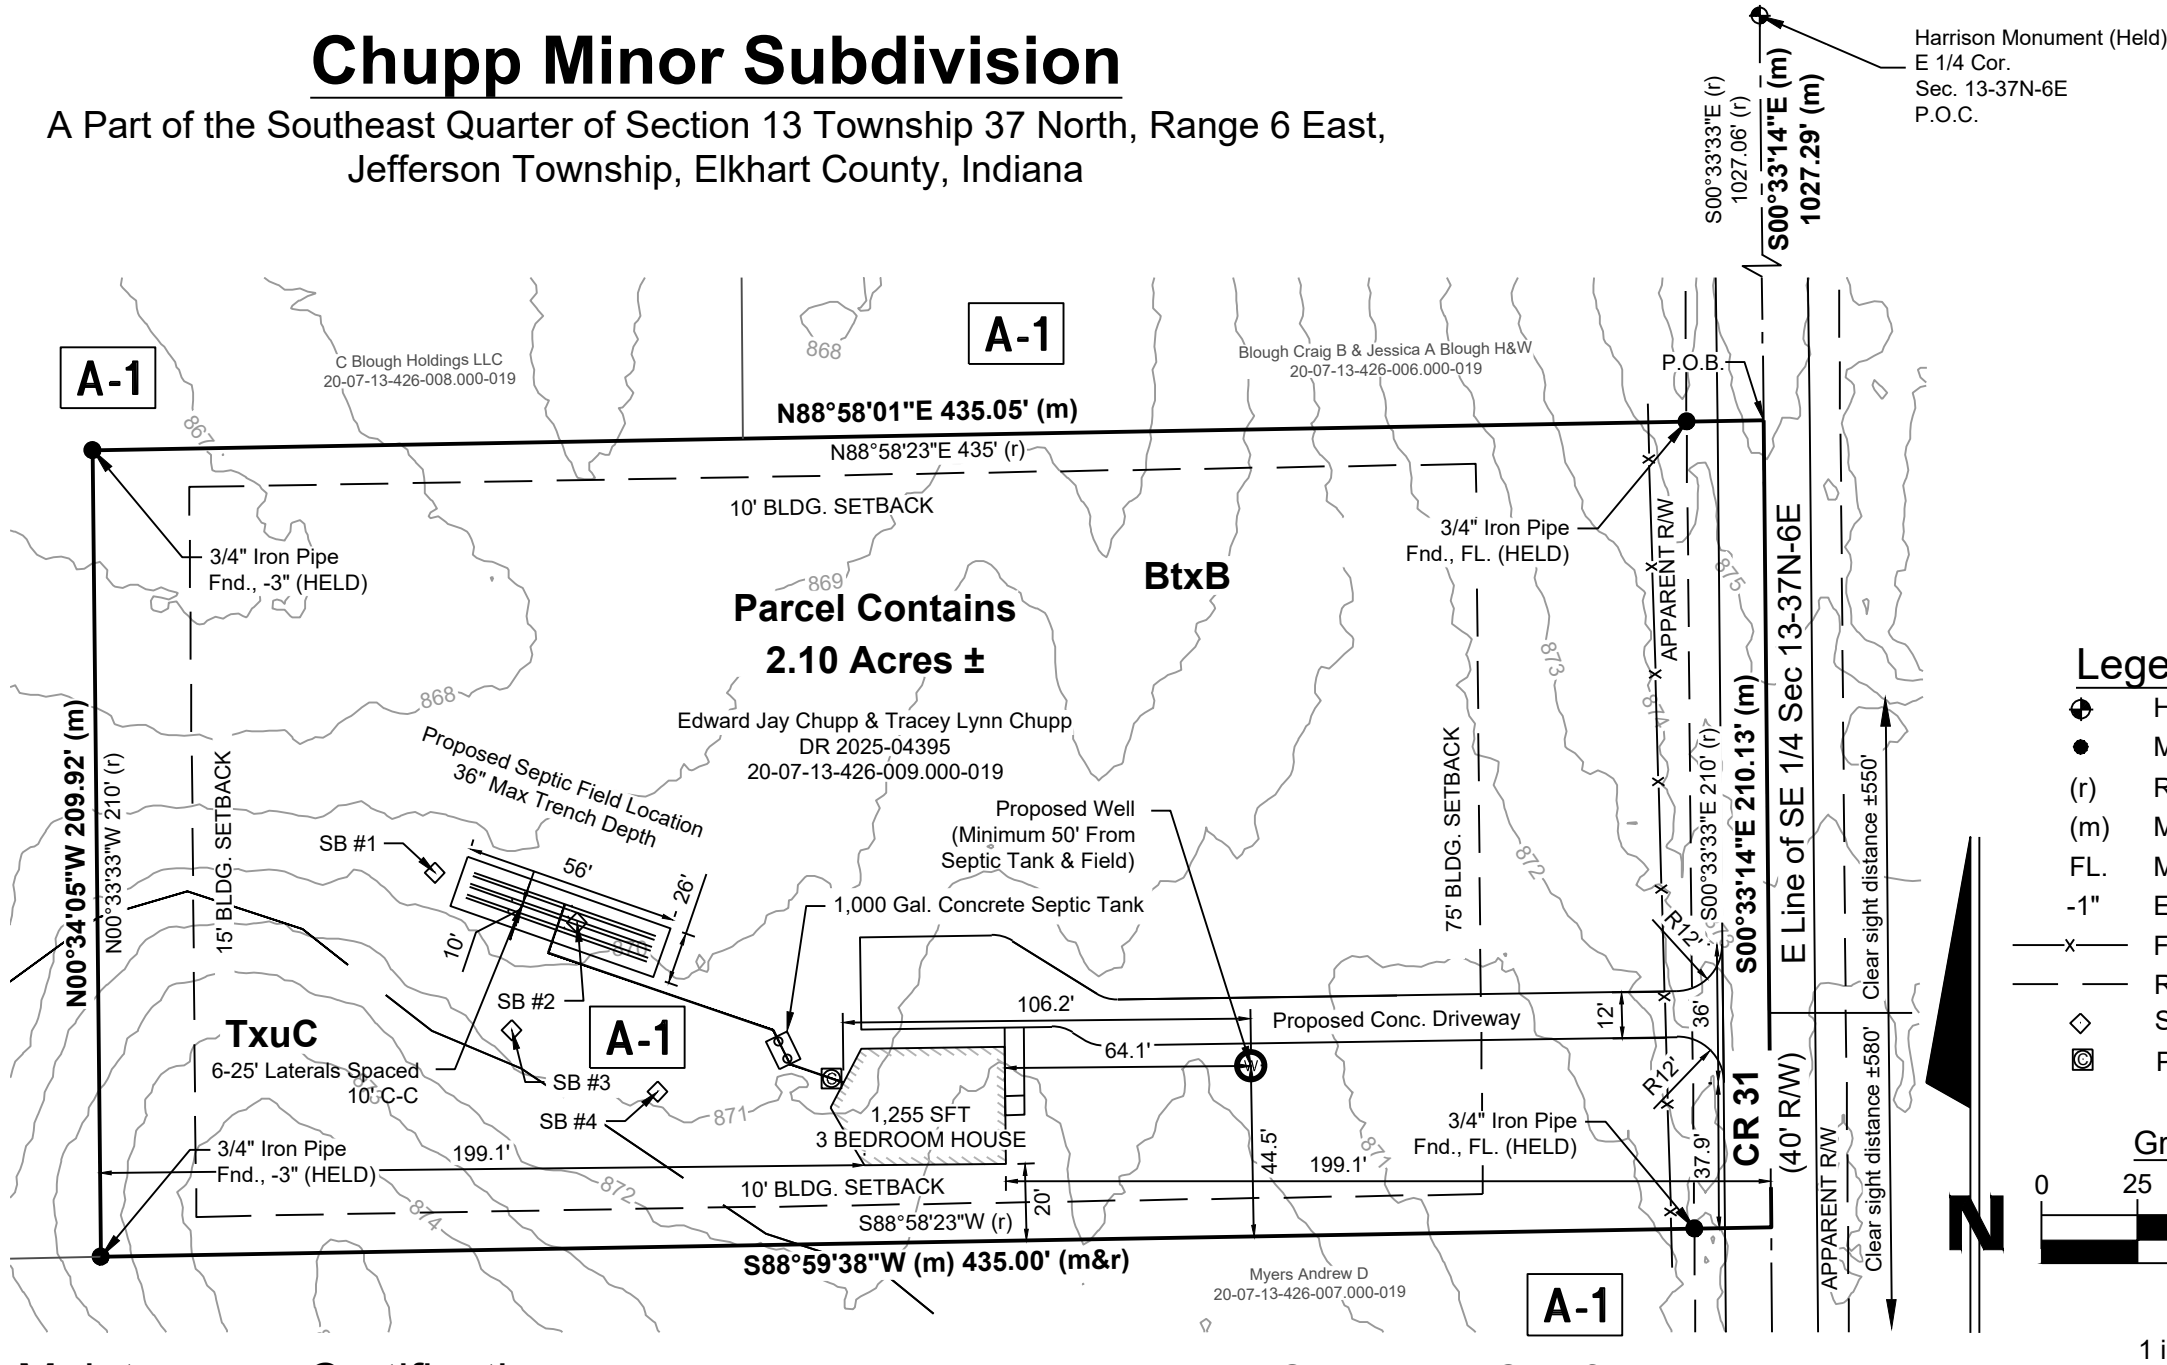 Chupp Minor Subdivision
A Part of the Southeast Quarter of Section 13 Township 37 North, Range 6 East,
Jefferson Township, Elkhart County, Indiana
Harrison Monument (Held)
E 1/4 Cor.
Sec. 13-37N-6E
P.O.C.
S00°33'33"E (r)
1027.06' (r)
S00°33'14"E (m)
1027.29' (m)
A-1
C Blough Holdings LLC
20-07-13-426-008.000-019
A-1
868
Blough Craig B & Jessica A Blough H&W
20-07-13-426-006.000-019
P.O.B.
867
N88°58'01"E 435.05' (m)
N88°58'23"E 435' (r)
10' BLDG. SETBACK
3/4" Iron Pipe
Fnd., -3" (HELD)
3/4" Iron Pipe
Fnd., FL. (HELD)
APPARENT R/W
875
E Line of SE 1/4 Sec 13-37N-6E
869
BtxB
Parcel Contains
2.10 Acres ±
873
874
868
Edward Jay Chupp & Tracey Lynn Chupp
DR 2025-04395
20-07-13-426-009.000-019
N00°34'05"W 209.92' (m)
N00°33'33"W 210' (r)
15' BLDG. SETBACK
Proposed Septic Field Location
36" Max Trench Depth
SB #1
56'
26'
10'
870
SB #2
Proposed Well
(Minimum 50' From
Septic Tank & Field)
1,000 Gal. Concrete Septic Tank
75' BLDG. SETBACK
872
S00°33'33"E 210' (r)
S00°33'14"E 210.13' (m)
873
R12'
Clear sight distance ±550'
106.2'
Proposed Conc. Driveway
12'
36'
TxuC
A-1
6-25' Laterals Spaced
10' C-C
873
SB #3
SB #4
871
64.1'
W
C
1,255 SFT
3 BEDROOM HOUSE
R12'
CR 31
(40' R/W)
3/4" Iron Pipe
Fnd., FL. (HELD)
37.9'
3/4" Iron Pipe
Fnd., -3" (HELD)
199.1'
44.5'
199.1'
871
872
874
10' BLDG. SETBACK
20'
S88°58'23"W (r)
S88°59'38"W (m) 435.00' (m&r)
Myers Andrew D
20-07-13-426-007.000-019
A-1
APPARENT R/W
Clear sight distance ±580'
Lege
H
M
(r) R
(m) M
FL. M
-1" E
x F
R
S
C P
N
Gr
0 25
1 i